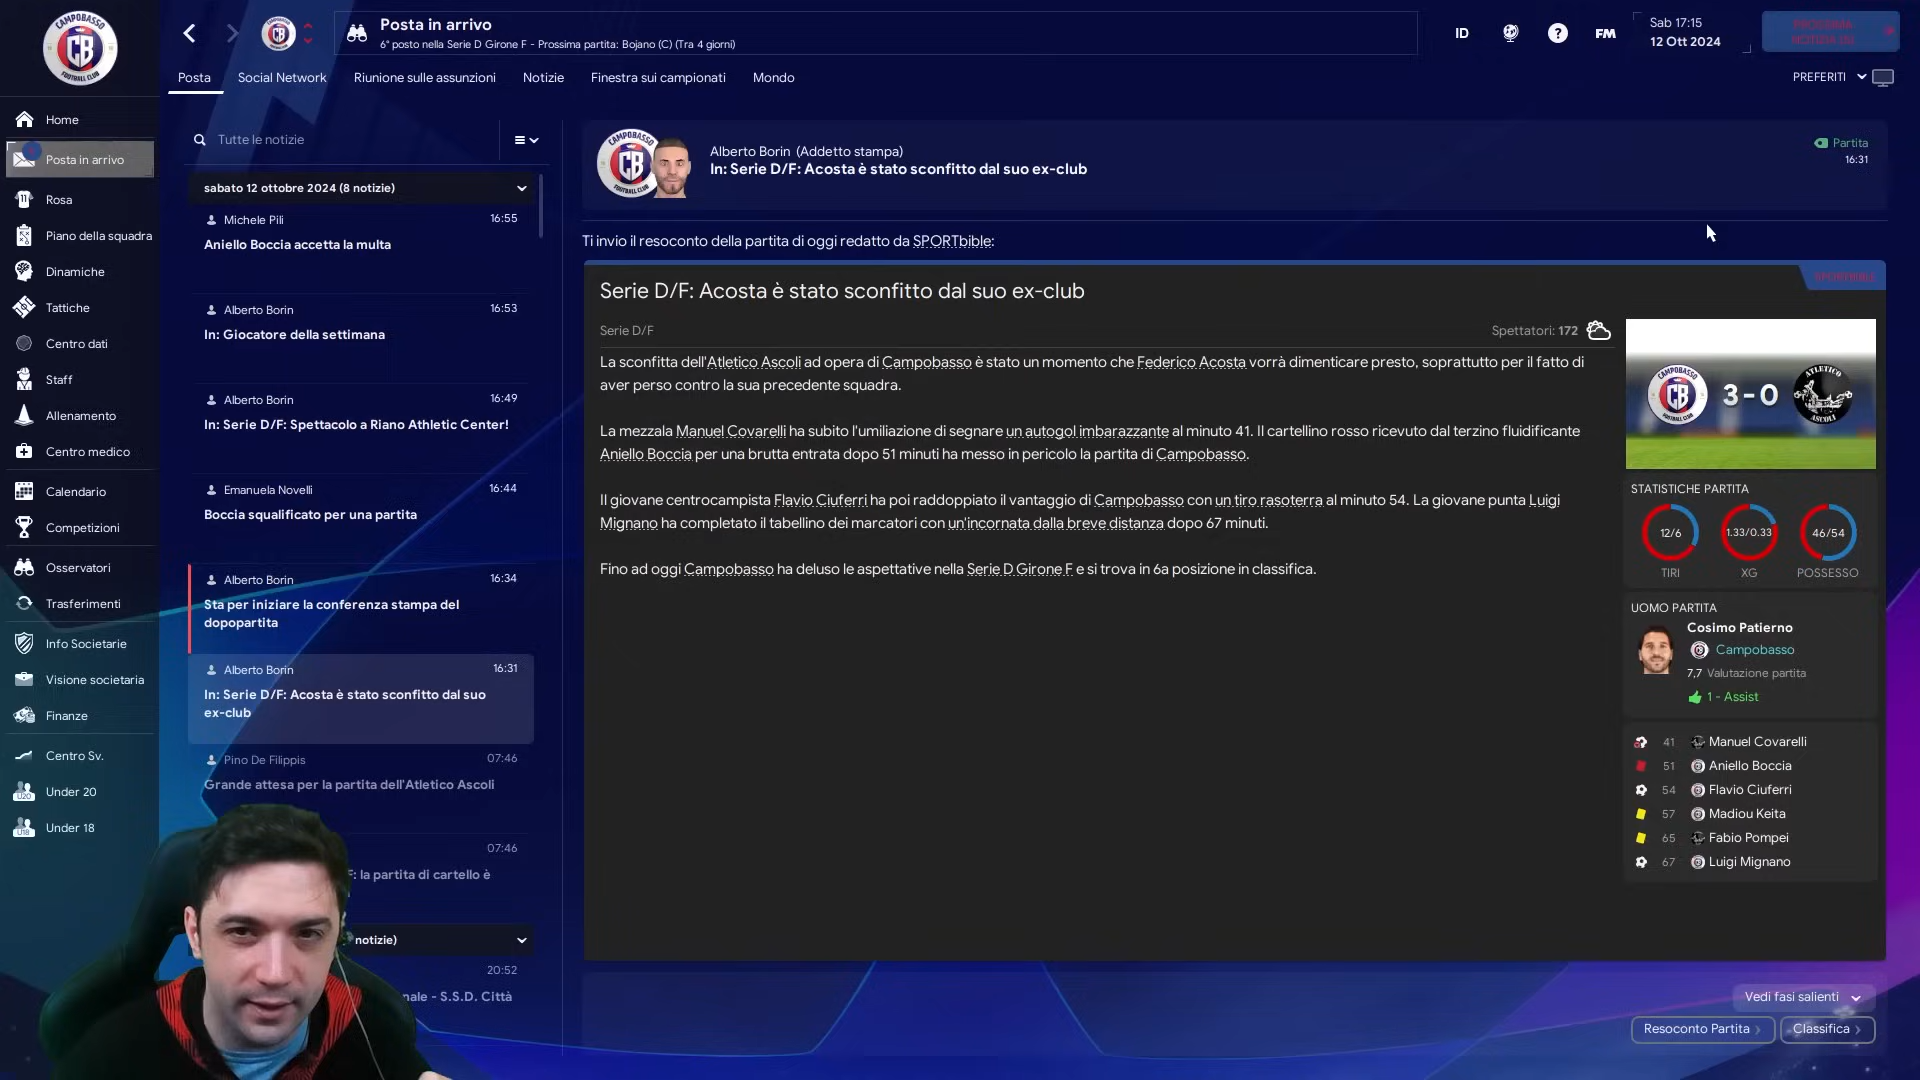 CAMPOBASSO
CB
FOOTBALL CLUB
Posta in arrivo
6° posto nella Serie D Girone F - Prossima partita: Bojano (C) (Tra 4 giorni)
ID
?
FM
Sab 17:15
12 Ott 2024
PROSSIMA
Posta
Social Network
Riunione sulle assunzioni
Notizie
Finestra sui campionati
Mondo
PREFERITI
Home
Posta in arrivo
Rosa
Piano della squadra
Dinamiche
Tattiche
Centro dati
Staff
Allenamento
Centro medico
Calendario
Competizioni
Osservatori
Trasferimenti
Info Societarie
Visione societaria
Finanze
Centro Sv.
Under 20
Under 18
Tutte le notizie
sabato 12 ottobre 2024 (8 notizie)
Michele Pili 16:55
Aniello Boccia accetta la multa
Alberto Borin 16:53
In: Giocatore della settimana
Alberto Borin 16:49
In: Serie D/F: Spettacolo a Riano Athletic Center!
Emanuela Novelli 16:44
Boccia squalificato per una partita
Alberto Borin 16:34
Sta per iniziare la conferenza stampa del
dopopartita
Alberto Borin 16:31
In: Serie D/F: Acosta è stato sconfitto dal suo
ex-club
Pino De Filippis 07:46
Grande attesa per la partita dell'Atletico Ascoli
07:46
F: la partita di cartello è
notizie)
20:52
nale - S.S.D. Città
CAMPOBASSO
CB
FOOTBALL CLUB
Alberto Borin (Addetto stampa)
In: Serie D/F: Acosta è stato sconfitto dal suo ex-club
Partita
16:31
Ti invio il resoconto della partita di oggi redatto da SPORTbible:
SPORTbible
Serie D/F: Acosta è stato sconfitto dal suo ex-club
Serie D/F
Spettatori: 172
La sconfitta dell'Atletico Ascoli ad opera di Campobasso è stato un momento che Federico Acosta vorrà dimenticare presto, soprattutto per il fatto di
aver perso contro la sua precedente squadra.
La mezzala Manuel Covarelli ha subito l'umiliazione di segnare un autogol imbarazzante al minuto 41. Il cartellino rosso ricevuto dal terzino fluidificante
Aniello Boccia per una brutta entrata dopo 51 minuti ha messo in pericolo la partita di Campobasso.
Il giovane centrocampista Flavio Ciuferri ha poi raddoppiato il vantaggio di Campobasso con un tiro rasoterra al minuto 54. La giovane punta Luigi
Mignano ha completato il tabellino dei marcatori con un'incornata dalla breve distanza dopo 67 minuti.
Fino ad oggi Campobasso ha deluso le aspettative nella Serie D Girone F e si trova in 6a posizione in classifica.
CAMPOBASSO
CB
3 - 0
ATLETICO
ASCOLI
STATISTICHE PARTITA
12/6
1.33/0.33
46/54
TIRI
XG
POSSESSO
UOMO PARTITA
Cosimo Patierno
Campobasso
7,7 Valutazione partita
1 - Assist
41 Manuel Covarelli
51 Aniello Boccia
54 Flavio Ciuferri
57 Madiou Keita
65 Fabio Pompei
67 Luigi Mignano
Vedi fasi salienti
Resoconto Partita
Classifica